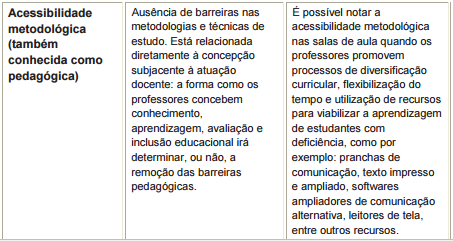 Acessibilidade
metodológica
(também
conhecida como
pedagógica)
Ausência de barreiras nas
metodologias e técnicas de
estudo. Está relacionada
diretamente à concepção
subjacente à atuação
docente: a forma como os
professores concebem
conhecimento,
aprendizagem, avaliação e
inclusão educacional irá
determinar, ou não, a
remoção das barreiras
pedagógicas.
É possível notar a
acessibilidade metodológica
nas salas de aula quando os
professores promovem
processos de diversificação
curricular, flexibilização do
tempo e utilização de recursos
para viabilizar a aprendizagem
de estudantes com
deficiência, como por
exemplo: pranchas de
comunicação, texto impresso
e ampliado, softwares
ampliadores de comunicação
alternativa, leitores de tela,
entre outros recursos.